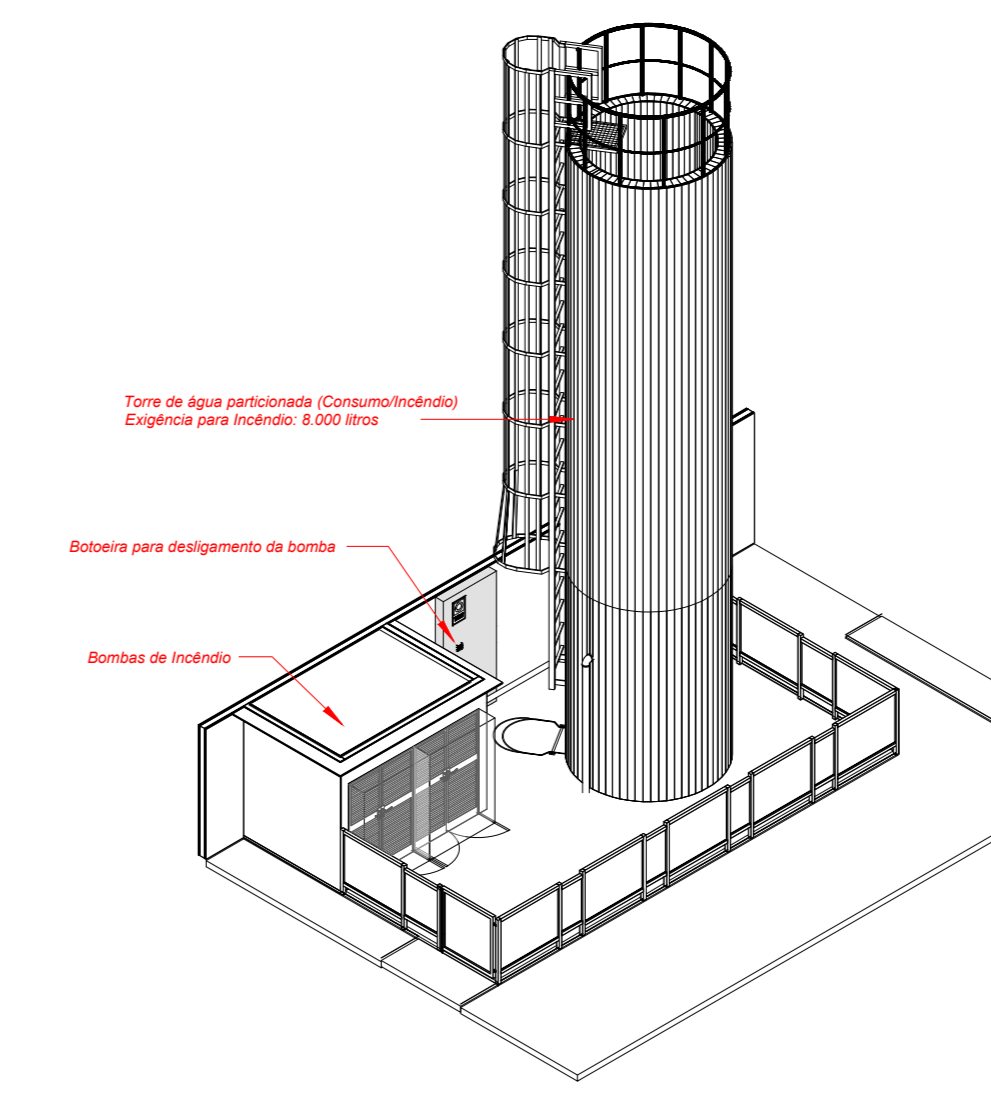 Torre de água particionada (Consumo/Incêndio)
Exigência para Incêndio: 8.000 litros
Botoeira para desligamento da bomba
Bombas de Incêndio